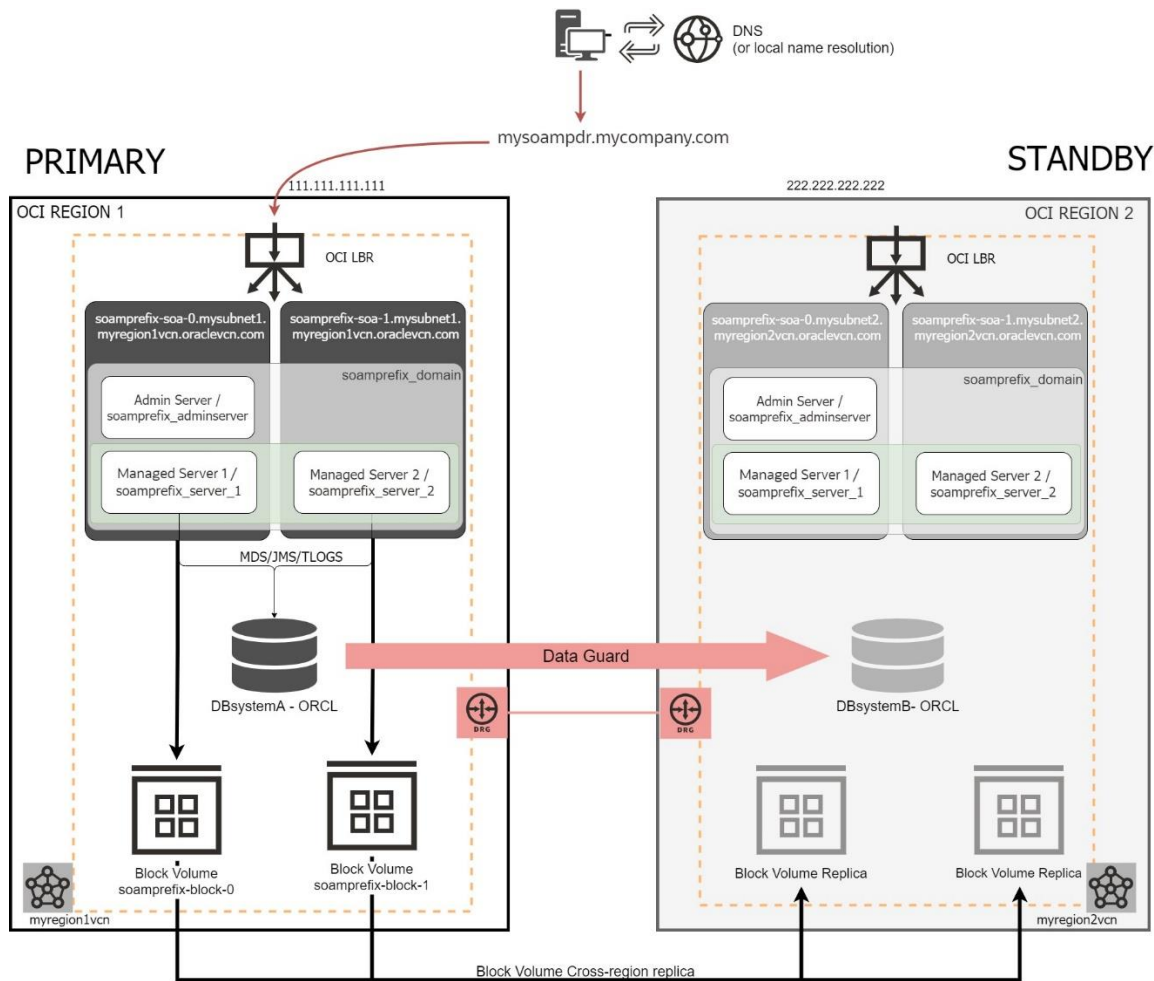 DNS
(or local name resolution)
mysoampdr.mycompany.com
PRIMARY
STANDBY
111.111.111.111
222.222.222.222
OCI REGION 1
OCI LBR
soamprefix-soa-0.mysubnet1.
myregion1vcn.oraclevcn.com
soamprefix-soa-1.mysubnet1.
myregion1vcn.oraclevcn.com
soamprefix_domain
Admin Server /
soamprefix_adminserver
Managed Server 1 /
soamprefix_server_1
Managed Server 2 /
soamprefix_server_2
MDS/JMS/TLOGS
DBsystemA - ORCL
DRG
Block Volume
soamprefix-block-0
Block Volume
soamprefix-block-1
myregion1vcn
Data Guard
OCI REGION 2
OCI LBR
soamprefix-soa-0.mysubnet2.
myregion2vcn.oraclevcn.com
soamprefix-soa-1.mysubnet2.
myregion2vcn.oraclevcn.com
soamprefix_domain
Admin Server /
soamprefix_adminserver
Managed Server 1 /
soamprefix_server_1
Managed Server 2 /
soamprefix_server_2
DBsystemB- ORCL
DRG
Block Volume Replica
Block Volume Replica
myregion2vcn
Block Volume Cross-region replica